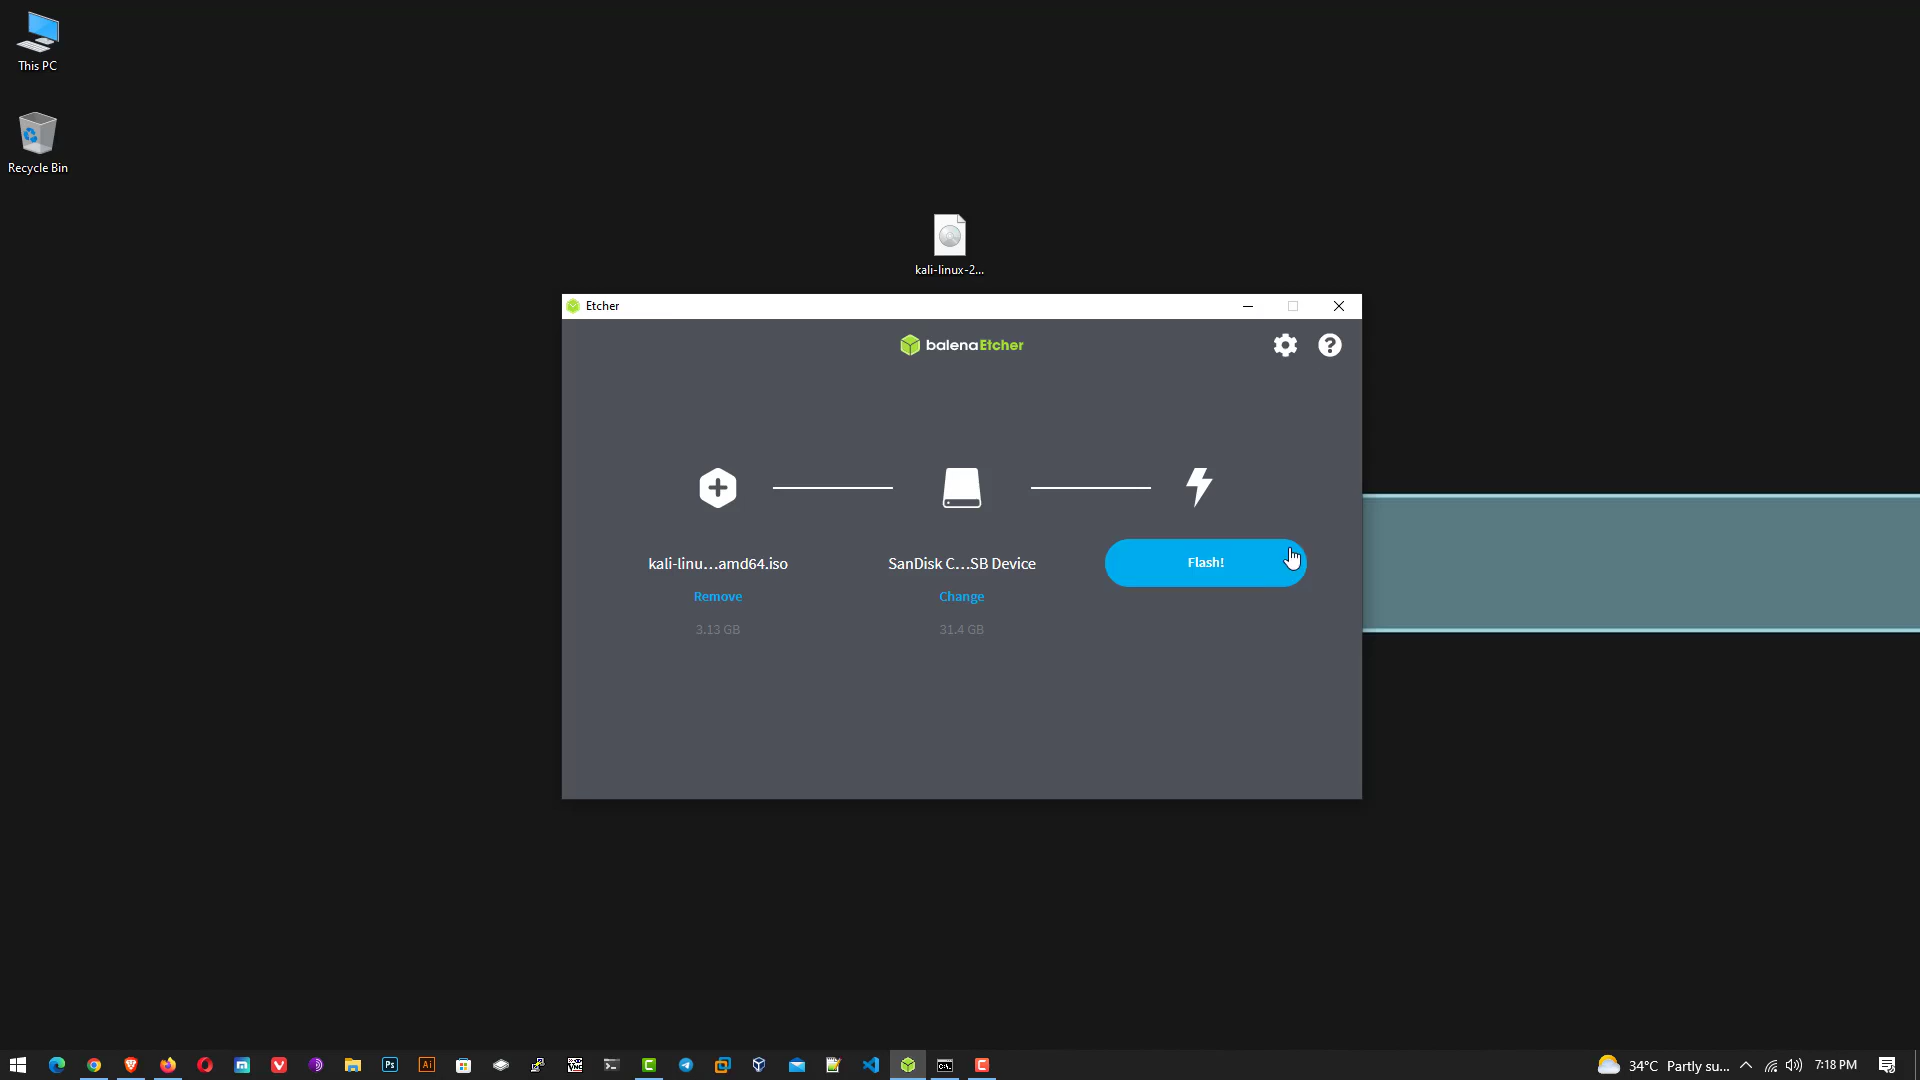 This PC
Recycle Bin
kali-linux-2...
Etcher
balenaEtcher
kali-linu...amd64.iso
SanDisk C...SB Device
Flash!
Remove
Change
3.13 GB
31.4 GB
34°C Partly su...
7:18 PM